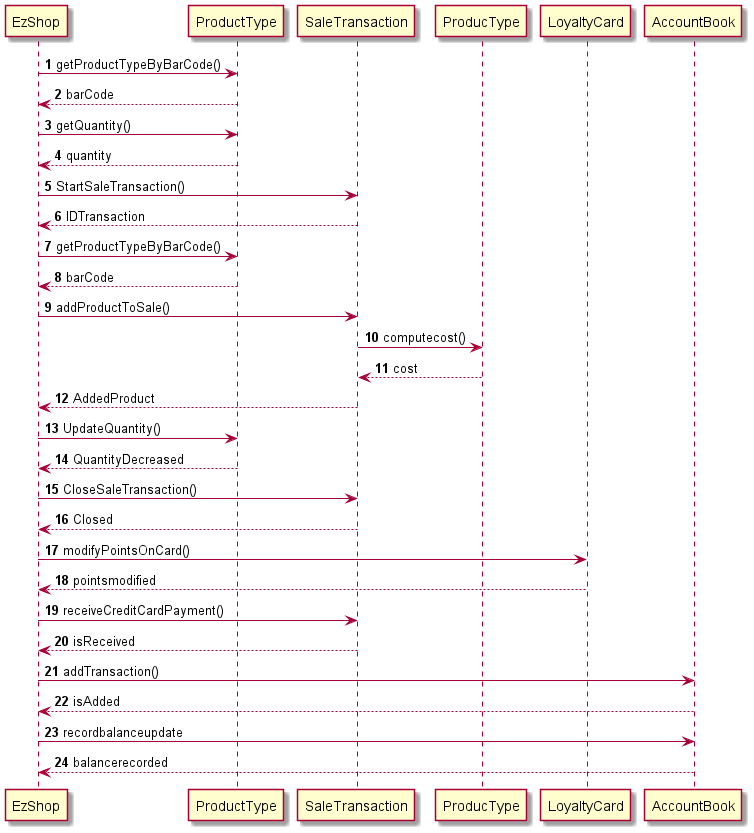 EzShop ProductType SaleTransaction ProducType LoyaltyCard AccountBook
1 getProductTypeByBarCode()
2 barCode
3 getQuantity()
4 quantity
5 StartSaleTransaction()
6 IDTransaction
7 getProductTypeByBarCode()
8 barCode
9 addProductToSale()
10 computecost()
11 cost
12 AddedProduct
13 UpdateQuantity()
14 QuantityDecreased
15 CloseSaleTransaction()
16 Closed
17 modifyPointsOnCard()
18 pointsmodified
19 receiveCreditCardPayment()
20 isReceived
21 addTransaction()
22 isAdded
23 recordbalanceupdate
24 balancerecorded
EzShop ProductType SaleTransaction ProducType LoyaltyCard AccountBook